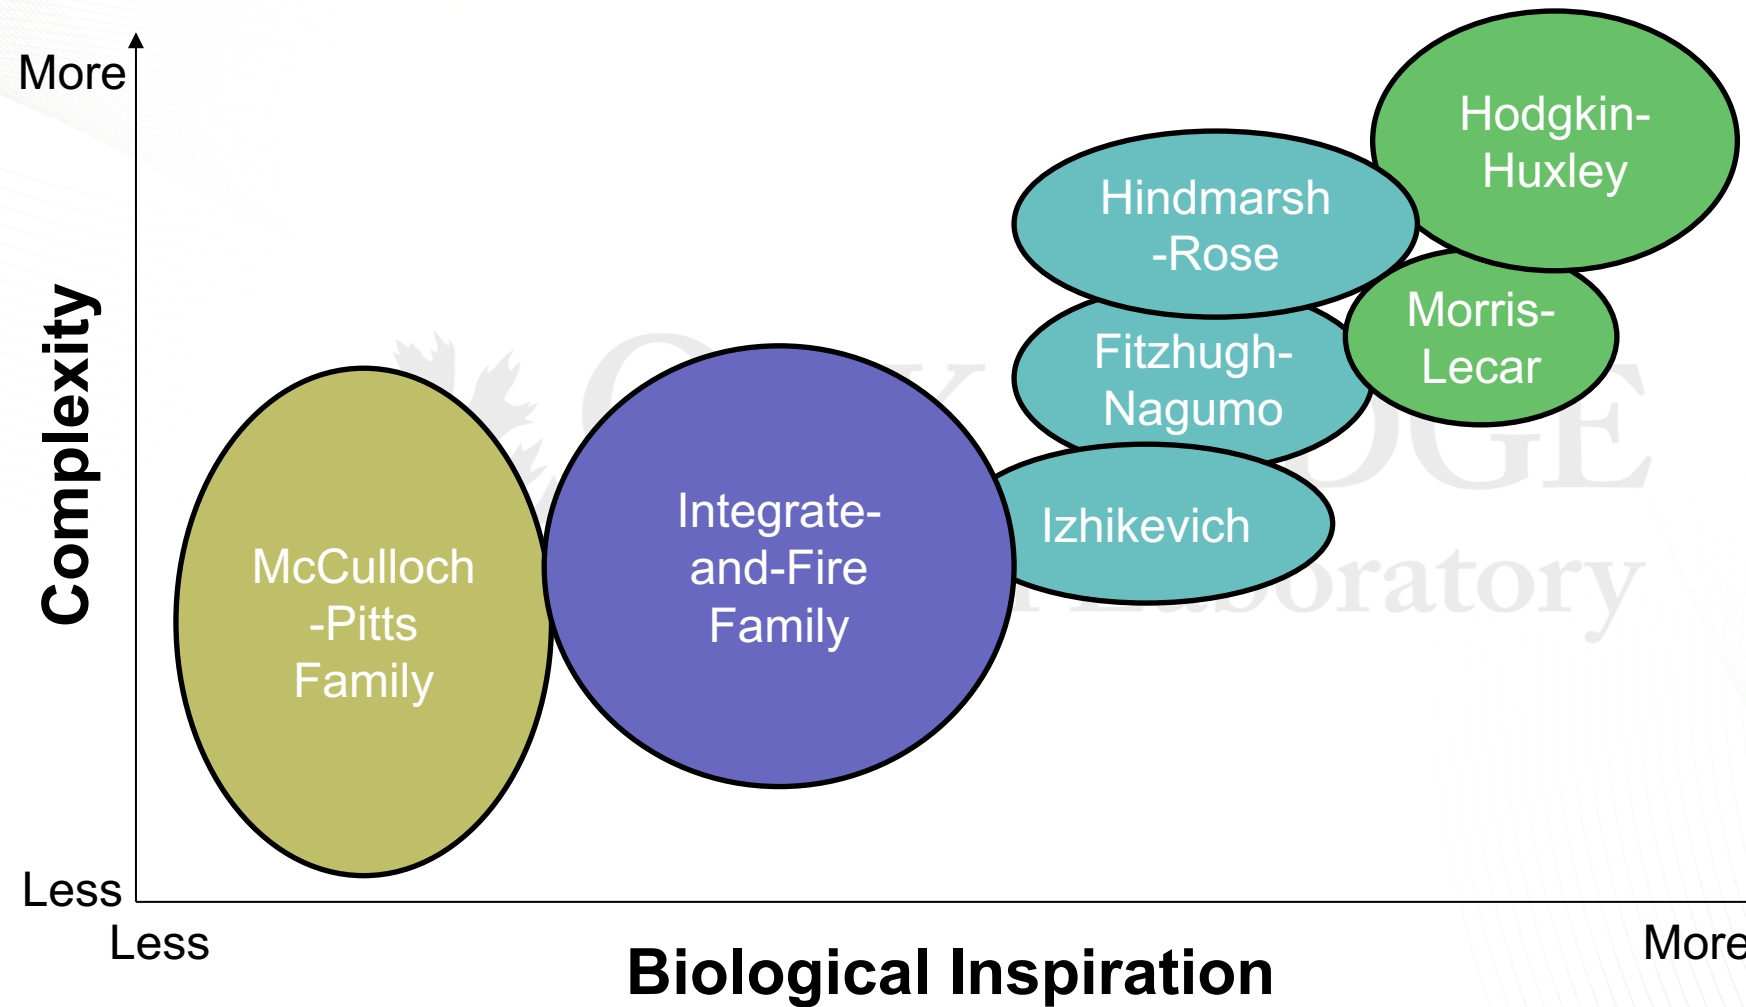 More
Hodgkin-
Huxley
Hindmarsh
-Rose
Morris-
Lecar
Fitzhugh-
Nagumo
Complexity
Integrate-
and-Fire
Family
Izhikevich
McCulloch
-Pitts
Family
Less
Less
More
Biological Inspiration